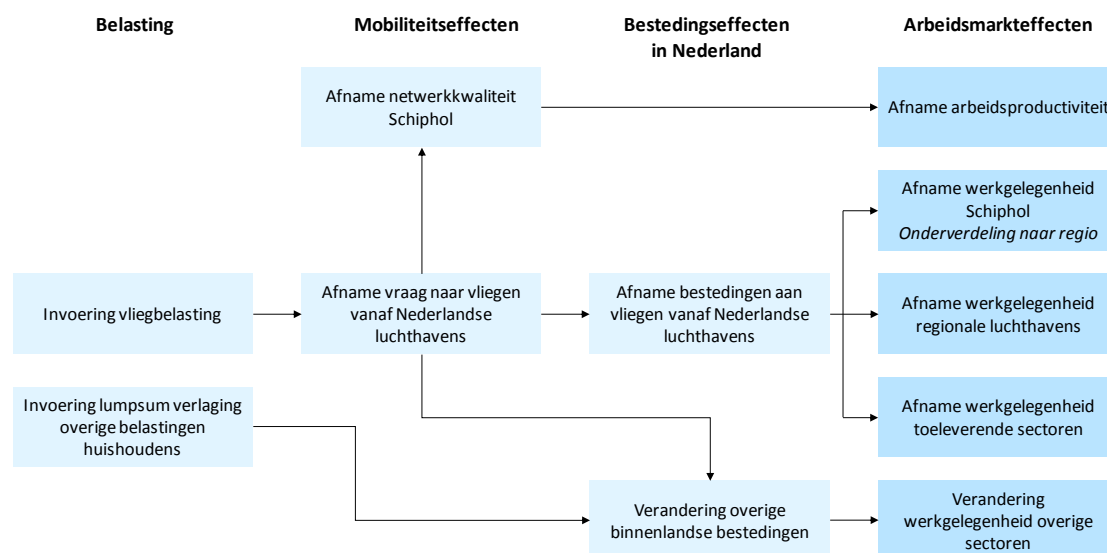 Belasting
Mobiliteitseffecten
Bestedingseffecten
in Nederland
Arbeidsmarkteffecten
Afname netwerkkwaliteit
Schiphol
Afname arbeidsproductiviteit
Afname werkgelegenheid
Schiphol
Onderverdeling naar regio
Invoering vliegbelasting
Afname vraag naar vliegen
vanaf Nederlandse
luchthavens
Afname bestedingen aan
vliegen vanaf Nederlandse
luchthavens
Afname werkgelegenheid
regionale luchthavens
Invoering lumpsum verlaging
overige belastingen
huishoudens
Afname werkgelegenheid
toeleverende sectoren
Verandering overige
binnenlandse bestedingen
Verandering
werkgelegenheid overige
sectoren